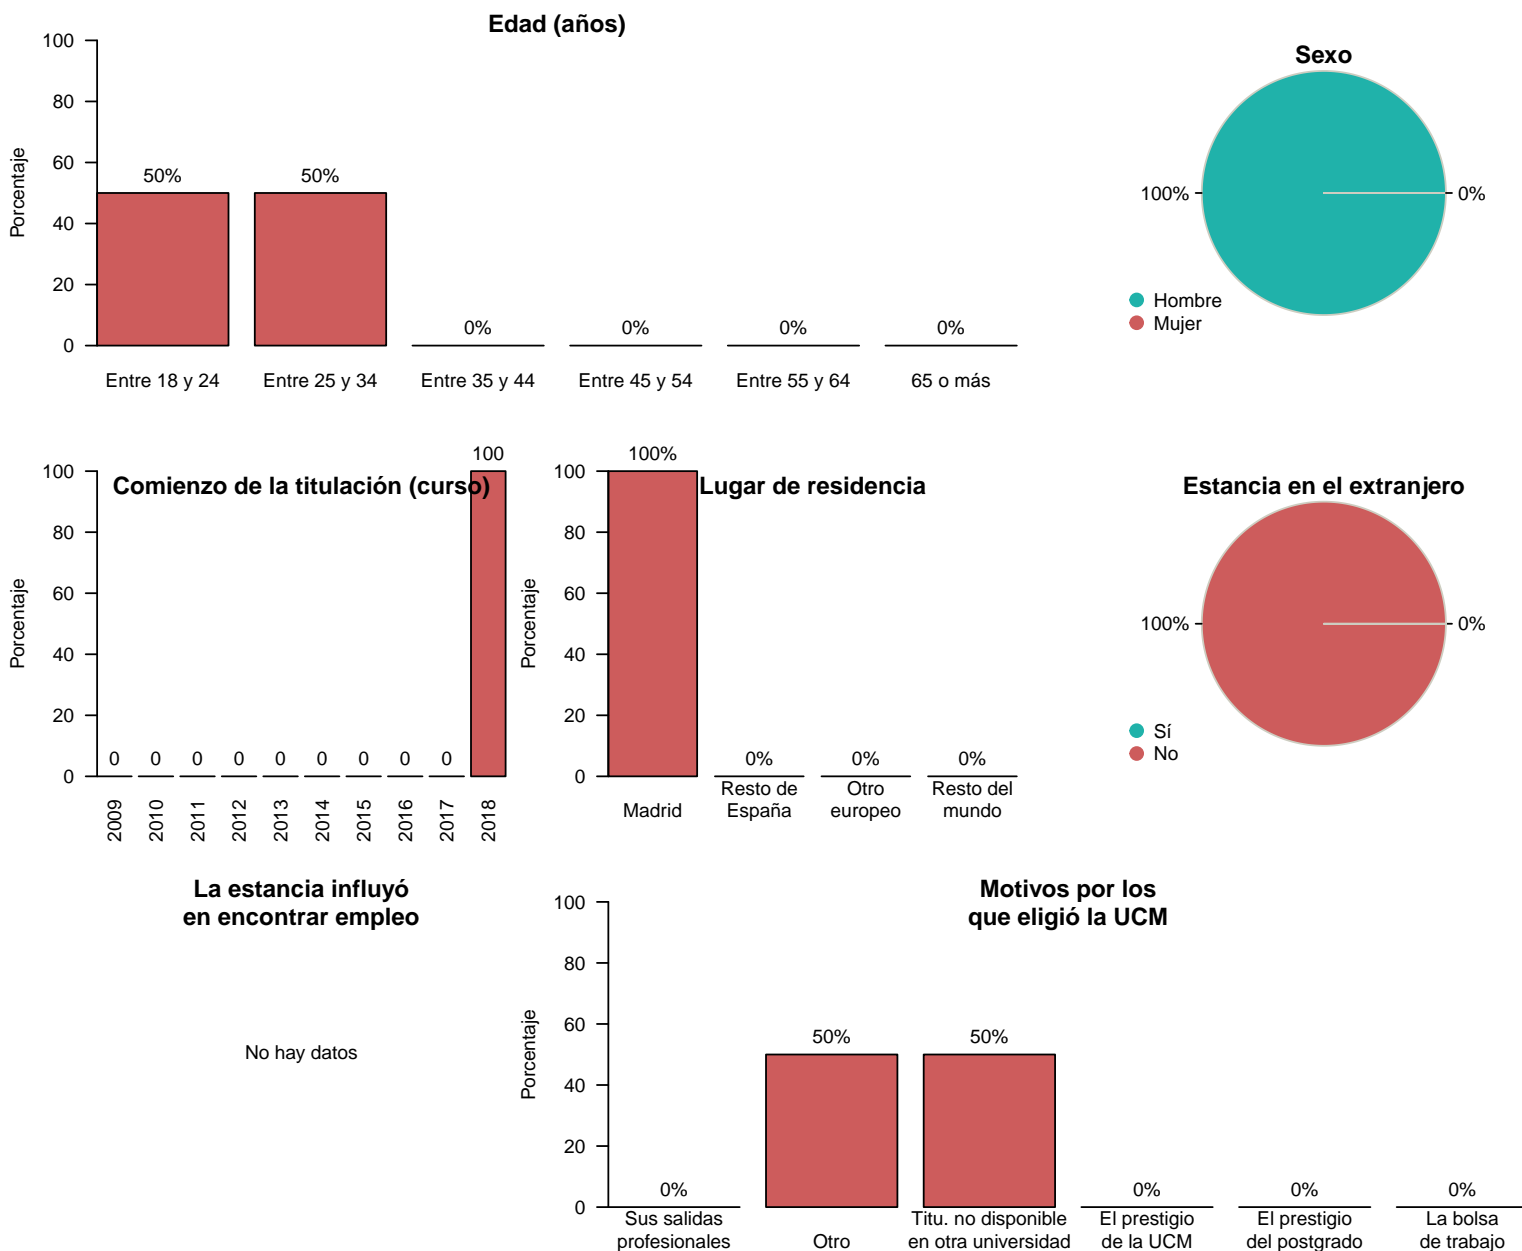 Edad (años)
Porcentaje
100
80
60
40
20
0
50%
50%
0%
0%
0%
0%
Entre 18 y 24
Entre 25 y 34
Entre 35 y 44
Entre 45 y 54
Entre 55 y 64
65 o más
Sexo
100%
0%
Hombre
Mujer
Comienzo de la titulación (curso)
Porcentaje
100
80
60
40
20
0
0
0
0
0
0
0
0
0
0
100
2009
2010
2011
2012
2013
2014
2015
2016
2017
2018
Lugar de residencia
Porcentaje
100
80
60
40
20
0
100%
0%
0%
0%
Madrid
Resto de
España
Otro
europeo
Resto del
mundo
Estancia en el extranjero
100%
0%
Sí
No
La estancia influyó
en encontrar empleo
No hay datos
Motivos por los
que eligió la UCM
Porcentaje
100
80
60
40
20
0
0%
50%
50%
0%
0%
0%
Sus salidas
profesionales
Otro
Titu. no disponible
en otra universidad
El prestigio
de la UCM
El prestigio
del postgrado
La bolsa
de trabajo